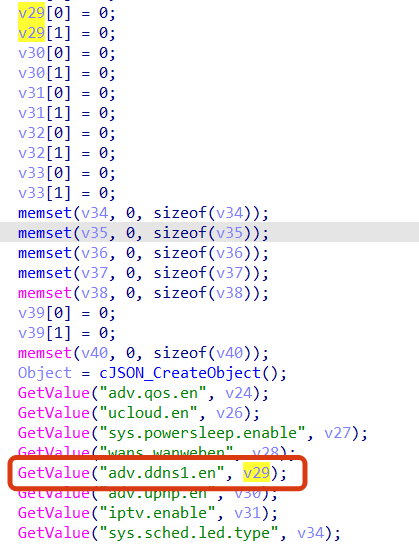 v29[0] = 0;
v29[1] = 0;
v30[0] = 0;
v30[1] = 0;
v31[0] = 0;
v31[1] = 0;
v32[0] = 0;
v32[1] = 0;
v33[0] = 0;
v33[1] = 0;
memset(v34, 0, sizeof(v34));
memset(v35, 0, sizeof(v35));
memset(v36, 0, sizeof(v36));
memset(v37, 0, sizeof(v37));
memset(v38, 0, sizeof(v38));
v39[0] = 0;
v39[1] = 0;
memset(v40, 0, sizeof(v40));
Object = cJSON_CreateObject();
GetValue("adv.qos.en", v24);
GetValue("ucloud.en", v26);
GetValue("sys.powersleep.enable", v27);
GetValue("wans.wanweben", v28);
GetValue("adv.ddns1.en", v29);
GetValue("adv.upnp.en", v30);
GetValue("iptv.enable", v31);
GetValue("sys.sched.led.type", v34);